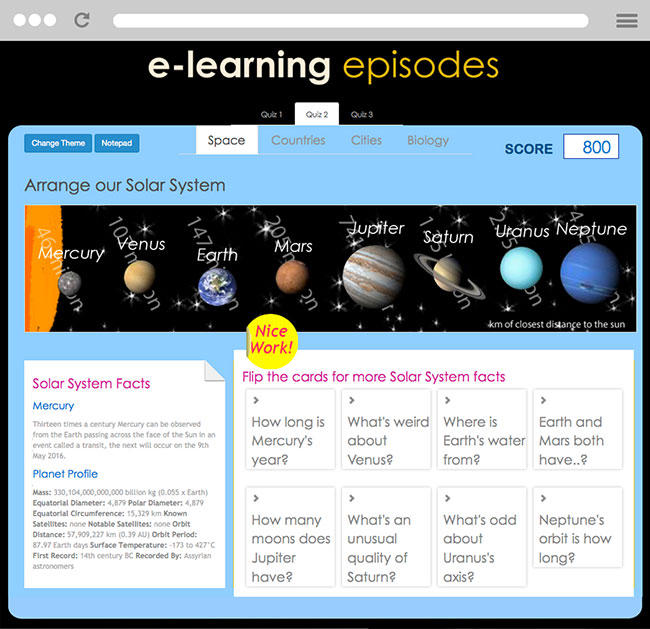 e-learning episodes
Quiz 1 Quiz 2 Quiz 3
Change Theme Notepad
Space Countries Cities Biology
SCORE 800
Arrange our Solar System
Mercury Venus Earth Mars Jupiter Saturn Uranus Neptune
km of closest distance to the sun
Nice
Work!
Solar System Facts
Mercury
Thirteen times a century Mercury can be observed
from the Earth passing across the face of the Sun in an
event called a transit, the next will occur on the 9th
May 2016.
Planet Profile
Mass: 330,104,000,000,000 billion kg (0.055 x Earth)
Equatorial Diameter: 4,879 Polar Diameter: 4,879
Equatorial Circumference: 15,329 km Known
Satellites: none Notable Satellites: none Orbit
Distance: 57,909,227 km (0.39 AU) Orbit Period:
87.97 Earth days Surface Temperature: -173 to 427°C
First Record: 14th century BC Recorded By: Assyrian
astronomers
Flip the cards for more Solar System facts
How long is
Mercury's
year?
What's weird
about
Venus?
Where is
Earth's water
from?
Earth and
Mars both
have..?
How many
moons does
Jupiter
have?
What's an
unusual
quality of
Saturn?
What's odd
about
Uranus's
axis?
Neptune's
orbit is how
long?